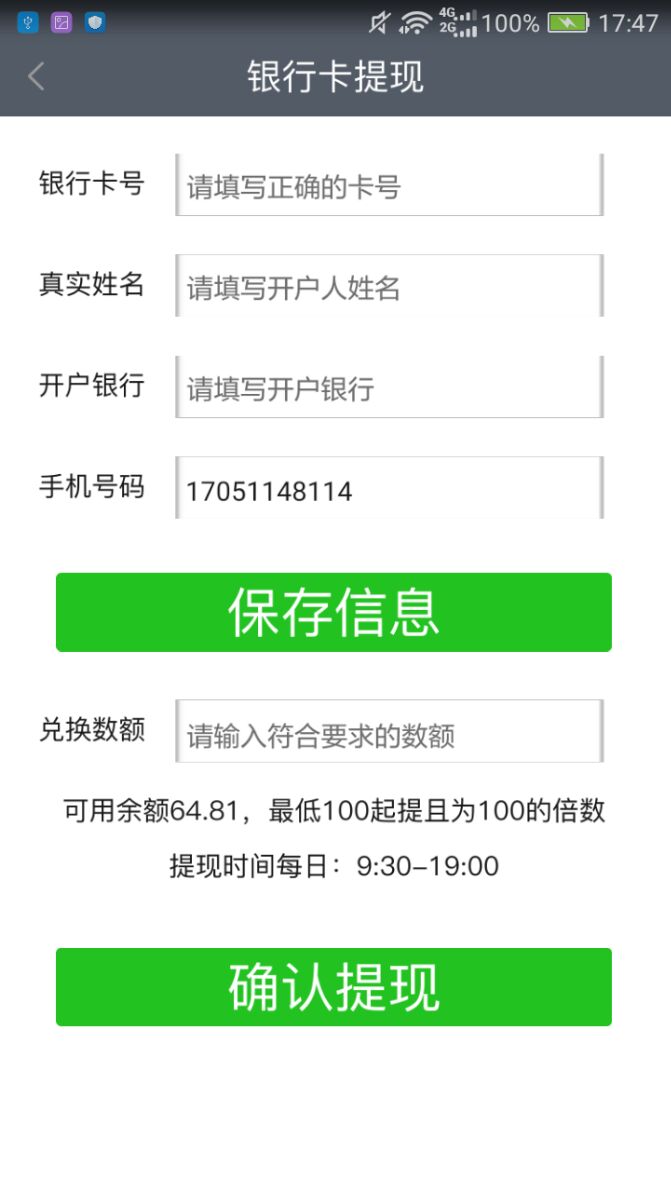 4G 2G 100% 17:47
银行卡提现
银行卡号 请填写正确的卡号
真实姓名 请填写开户人姓名
开户银行 请填写开户银行
手机号码 17051148114
保存信息
兑换数额 请输入符合要求的数额
可用余额64.81，最低100起提且为100的倍数
提现时间每日：9:30-19:00
确认提现